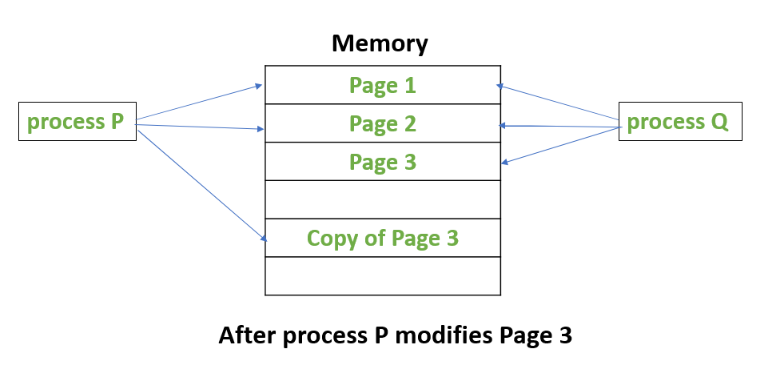 Memory
Page 1
process P
Page 2
process Q
Page 3
Copy of Page 3
After process P modifies Page 3